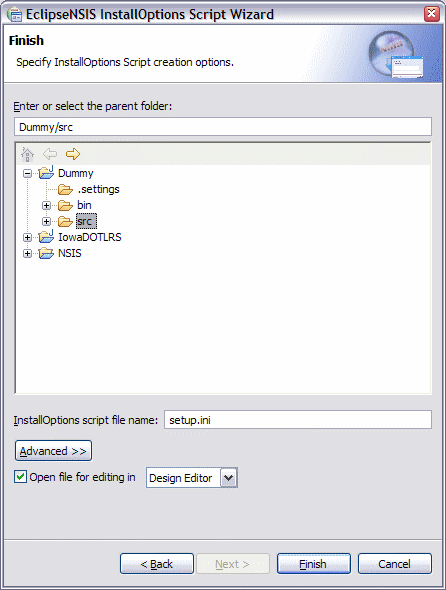 EclipseNSIS InstallOptions Script Wizard
Finish
Specify InstallOptions Script creation options.
Enter or select the parent folder:
Dummy/src
Dummy
.settings
bin
src
IowaDOTLRS
NSIS
InstallOptions script file name: setup.ini
Advanced >>
Open file for editing in Design Editor
< Back Next > Finish Cancel